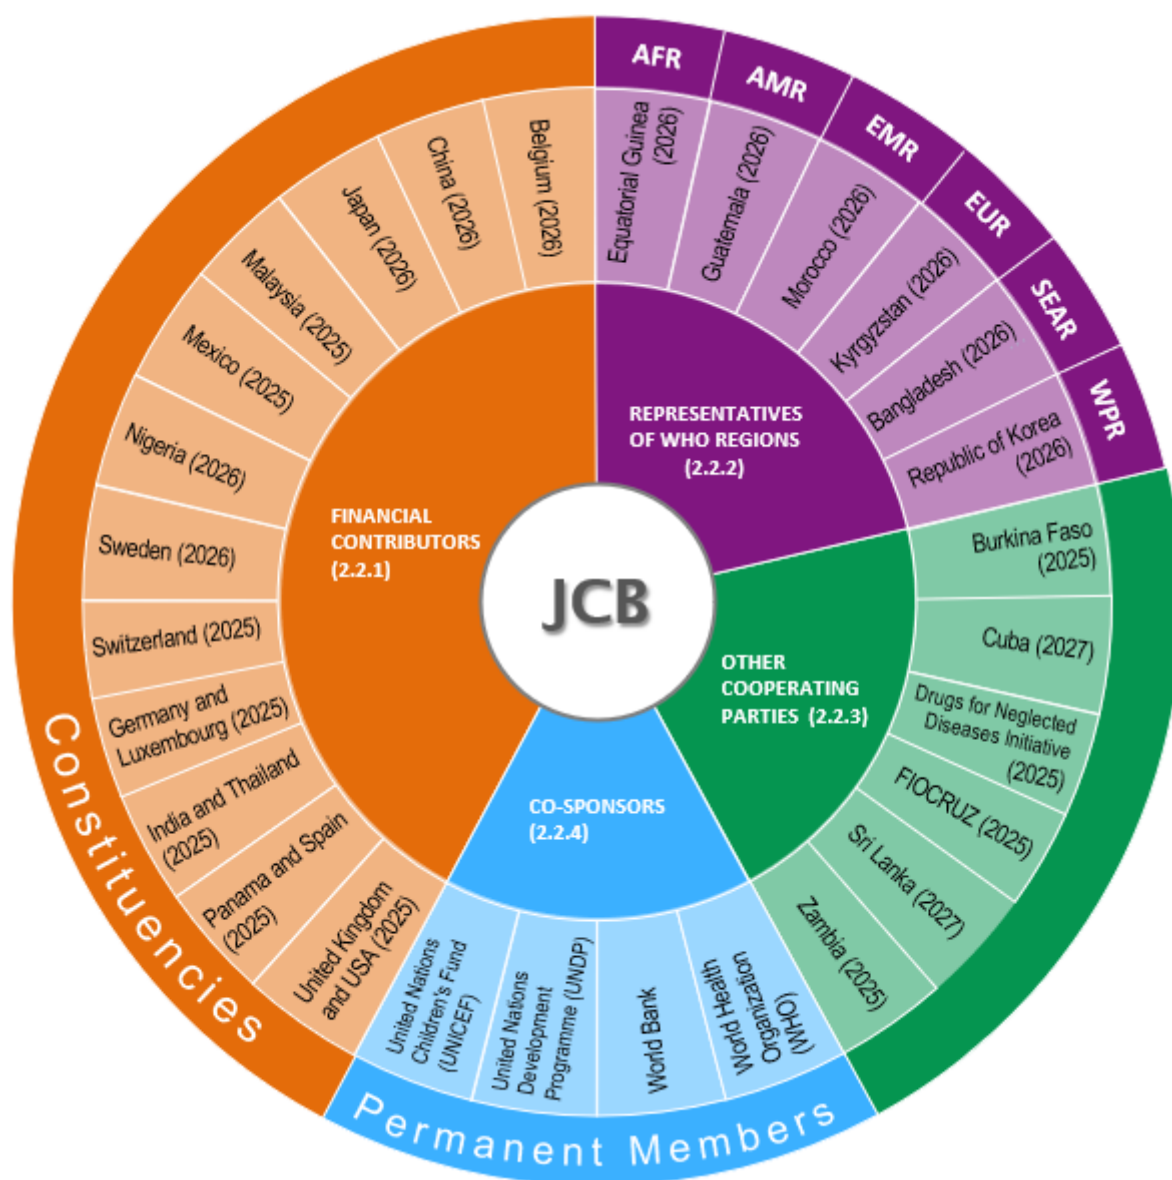 AFR
AMR
EMR
EUR
SEAR
WPR
Equatorial Guinea
(2026)
Guatemala (2026)
Morocco (2026)
Kyrgyzstan (2026)
Bangladesh (2026)
Republic of Korea
(2026)
REPRESENTATIVES
OF WHO REGIONS
(2.2.2)
Burkina Faso
(2025)
Cuba (2027)
Drugs for Neglected
Diseases Initiative
(2025)
FIOCRUZ (2025)
Sri Lanka (2027)
Zambia (2025)
OTHER
COOPERATING
PARTIES (2.2.3)
World Health
Organization
(WHO)
World Bank
United Nations
Development
Programme (UNDP)
United Nations
Children's Fund
(UNICEF)
CO-SPONSORS
(2.2.4)
Permanent Members
United Kingdom
and USA (2025)
Panama and Spain
(2025)
India and Thailand
(2025)
Germany and
Luxembourg (2025)
Switzerland (2025)
Sweden (2026)
Nigeria (2026)
Mexico (2025)
Malaysia (2025)
Japan (2026)
China (2026)
Belgium (2026)
FINANCIAL
CONTRIBUTORS
(2.2.1)
Constituencies
JCB